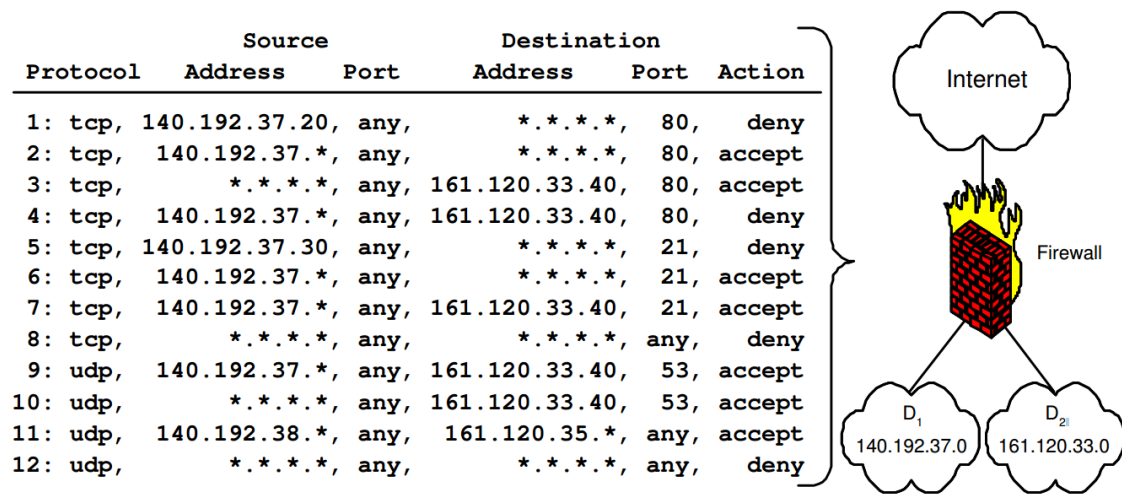 Source Destination
Protocol Address Port Address Port Action
1: tcp, 140.192.37.20, any, *.*.*.*, 80, deny
2: tcp, 140.192.37.*, any, *.*.*.*, 80, accept
3: tcp, *.*.*.*, any, 161.120.33.40, 80, accept
4: tcp, 140.192.37.*, any, 161.120.33.40, 80, deny
5: tcp, 140.192.37.30, any, *.*.*.*, 21, deny
6: tcp, 140.192.37.*, any, *.*.*.*, 21, accept
7: tcp, 140.192.37.*, any, 161.120.33.40, 21, accept
8: tcp, *.*.*.*, any, *.*.*.*, any, deny
9: udp, 140.192.37.*, any, 161.120.33.40, 53, accept
10: udp, *.*.*.*, any, 161.120.33.40, 53, accept
11: udp, 140.192.38.*, any, 161.120.35.*, any, accept
12: udp, *.*.*.*, any, *.*.*.*, any, deny
Internet
Firewall
D1
140.192.37.0
D2
161.120.33.0